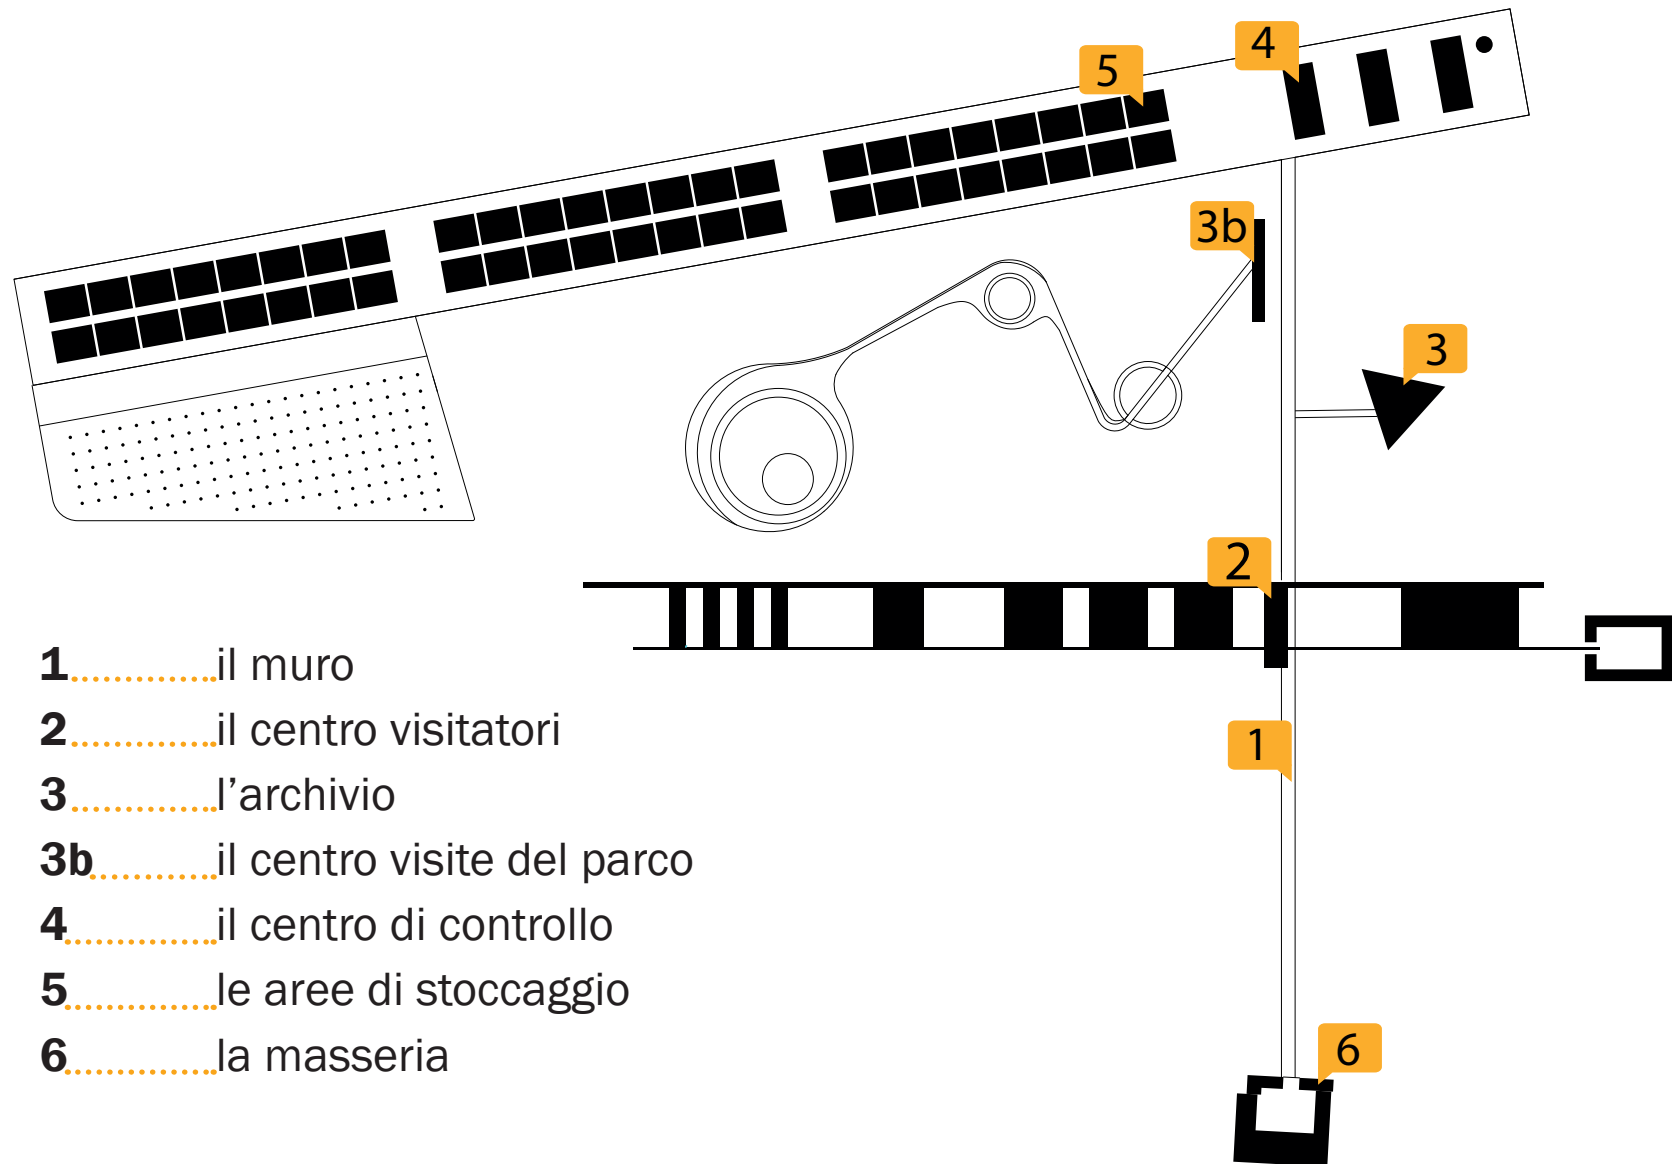 5
4
3b
3
2
1
6
1 il muro
2 il centro visitatori
3 l’archivio
3b il centro visite del parco
4 il centro di controllo
5 le aree di stoccaggio
6 la masseria